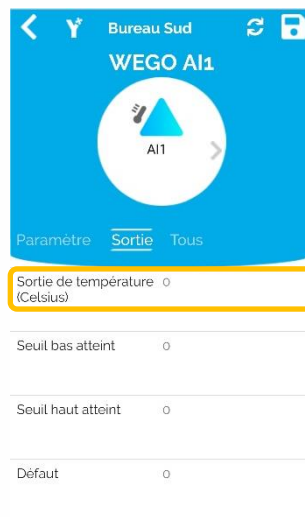 Bureau Sud
WEGO AI1
AI1
Paramètre Sortie Tous
Sortie de température 0
(Celsius)
Seuil bas atteint 0
Seuil haut atteint 0
Défaut 0